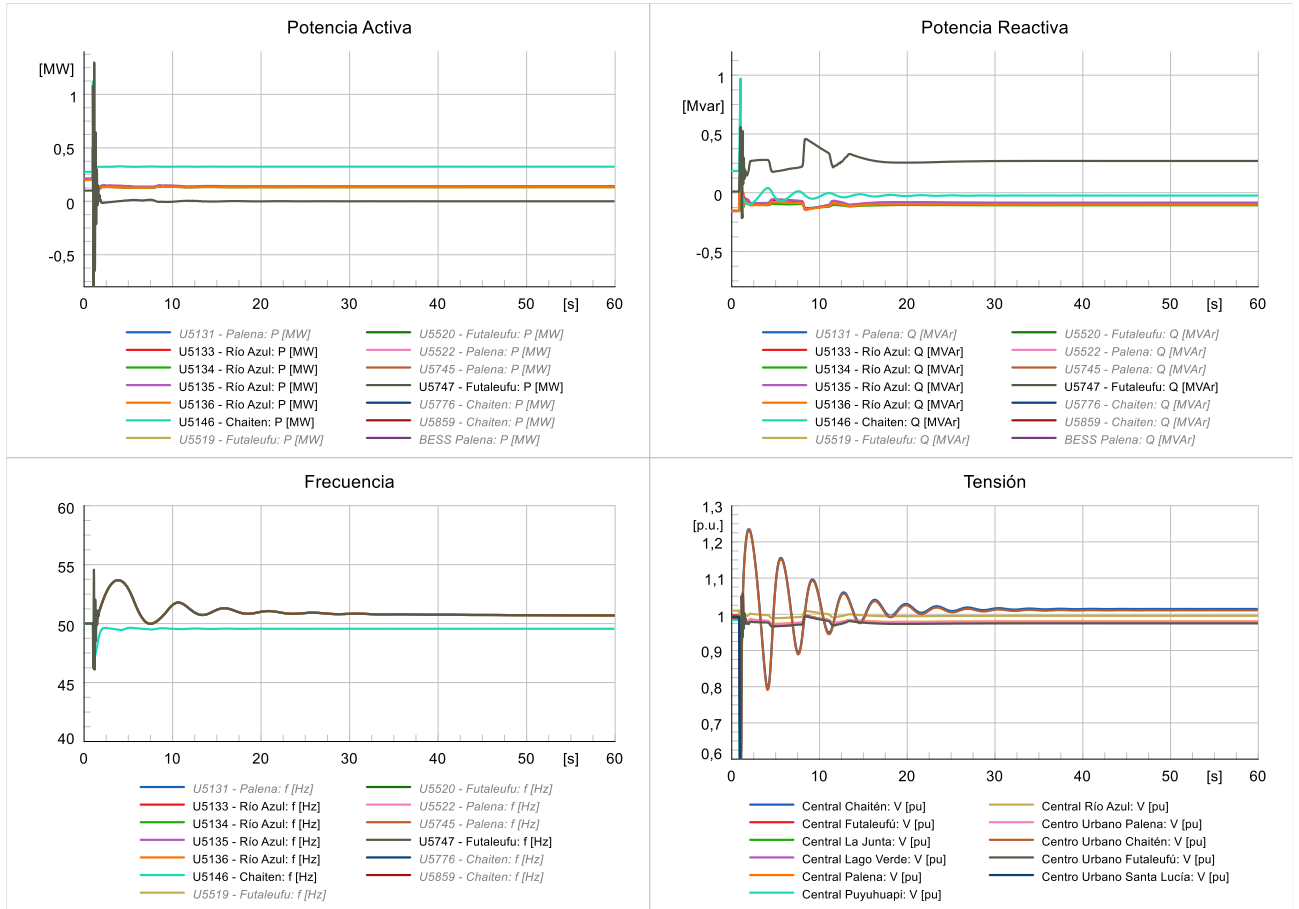 Potencia Activa
[MW]
1
0,5
0
-0,5
0 10 20 30 40 [s] 60
U5131 - Palena: P [MW] U5520 - Futaleufu: P [MW]
U5133 - Río Azul: P [MW] U5522 - Palena: P [MW]
U5134 - Río Azul: P [MW] U5745 - Palena: P [MW]
U5135 - Río Azul: P [MW] U5747 - Futaleufu: P [MW]
U5136 - Río Azul: P [MW] U5776 - Chaiten: P [MW]
U5146 - Chaiten: P [MW] U5859 - Chaiten: P [MW]
U5519 - Futaleufu: P [MW] BESS Palena: P [MW]
Potencia Reactiva
1
[Mvar]
0,5
0
-0,5
0 10 20 30 40 [s] 60
U5131 - Palena: Q [MVAr] U5520 - Futaleufu: Q [MVAr]
U5133 - Río Azul: Q [MVAr] U5522 - Palena: Q [MVAr]
U5134 - Río Azul: Q [MVAr] U5745 - Palena: Q [MVAr]
U5135 - Río Azul: Q [MVAr] U5747 - Futaleufu: Q [MVAr]
U5136 - Río Azul: Q [MVAr] U5776 - Chaiten: Q [MVAr]
U5146 - Chaiten: Q [MVAr] U5859 - Chaiten: Q [MVAr]
U5519 - Futaleufu: Q [MVAr] BESS Palena: Q [MVAr]
Frecuencia
60
55
50
45
40
0 10 20 30 40 [s] 60
U5131 - Palena: f [Hz] U5520 - Futaleufu: f [Hz]
U5133 - Río Azul: f [Hz] U5522 - Palena: f [Hz]
U5134 - Río Azul: f [Hz] U5745 - Palena: f [Hz]
U5135 - Río Azul: f [Hz] U5747 - Futaleufu: f [Hz]
U5136 - Río Azul: f [Hz] U5776 - Chaiten: f [Hz]
U5146 - Chaiten: f [Hz] U5859 - Chaiten: f [Hz]
U5519 - Futaleufu: f [Hz]
Tensión
1,3
[p.u.]
1,2
1,1
1
0,9
0,8
0,7
0,6
0 10 20 30 40 [s] 60
Central Chaitén: V [pu] Central Río Azul: V [pu]
Central Futaleufú: V [pu] Centro Urbano Palena: V [pu]
Central La Junta: V [pu] Centro Urbano Chaitén: V [pu]
Central Lago Verde: V [pu] Centro Urbano Futaleufú: V [pu]
Central Palena: V [pu] Centro Urbano Santa Lucía: V [pu]
Central Puyuhuapi: V [pu]